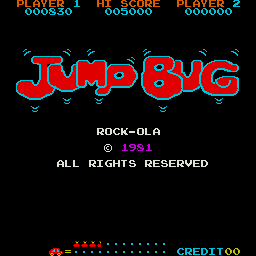 PLAYER 1 HI SCORE PLAYER 2
000830 005000 000000
JUMP BUG
ROCK-OLA
© 1981
ALL RIGHTS RESERVED
= CREDIT00